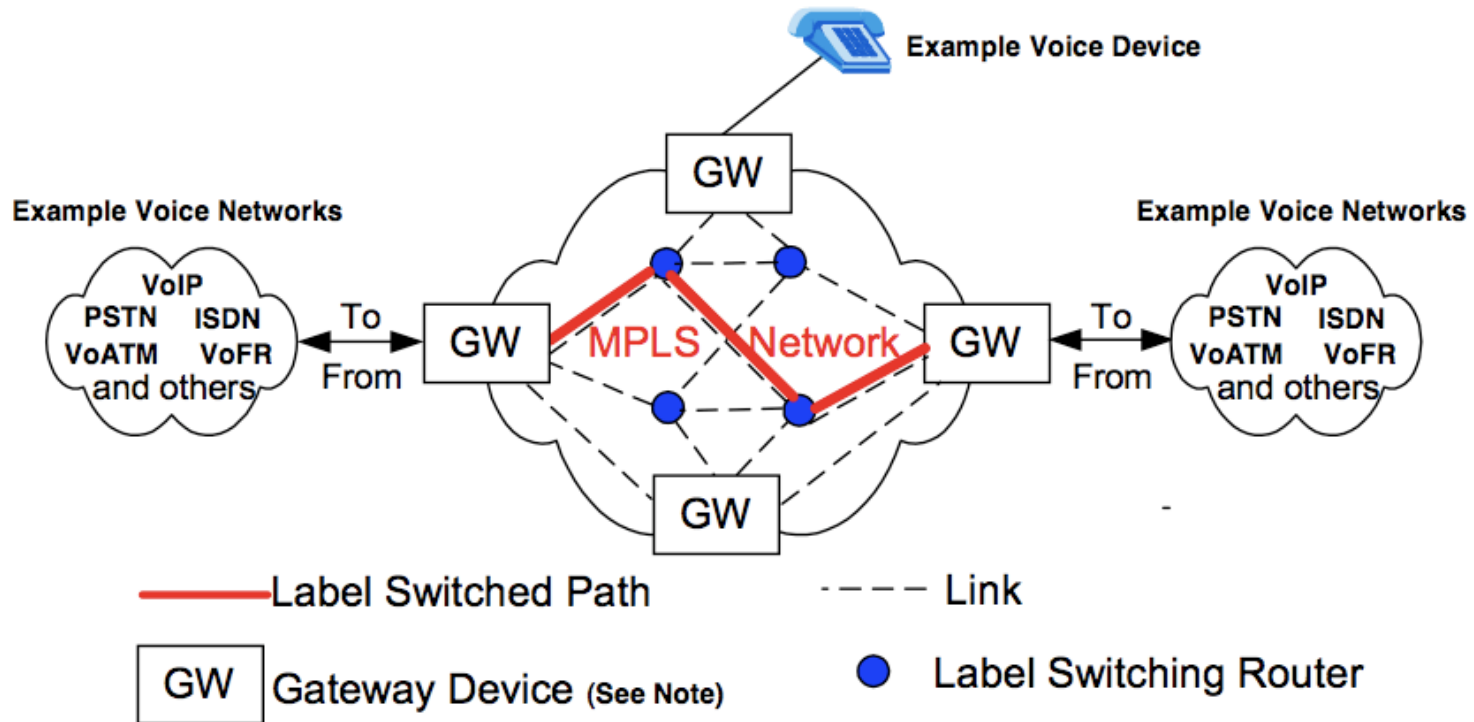 Example Voice Device
GW
Example Voice Networks
VoIP
PSTN ISDN
VoATM VoFR
and others
To
From
GW
MPLS Network
GW
To
From
Example Voice Networks
VoIP
PSTN ISDN
VoATM VoFR
and others
GW
Label Switched Path
Link
GW
Gateway Device (See Note)
Label Switching Router